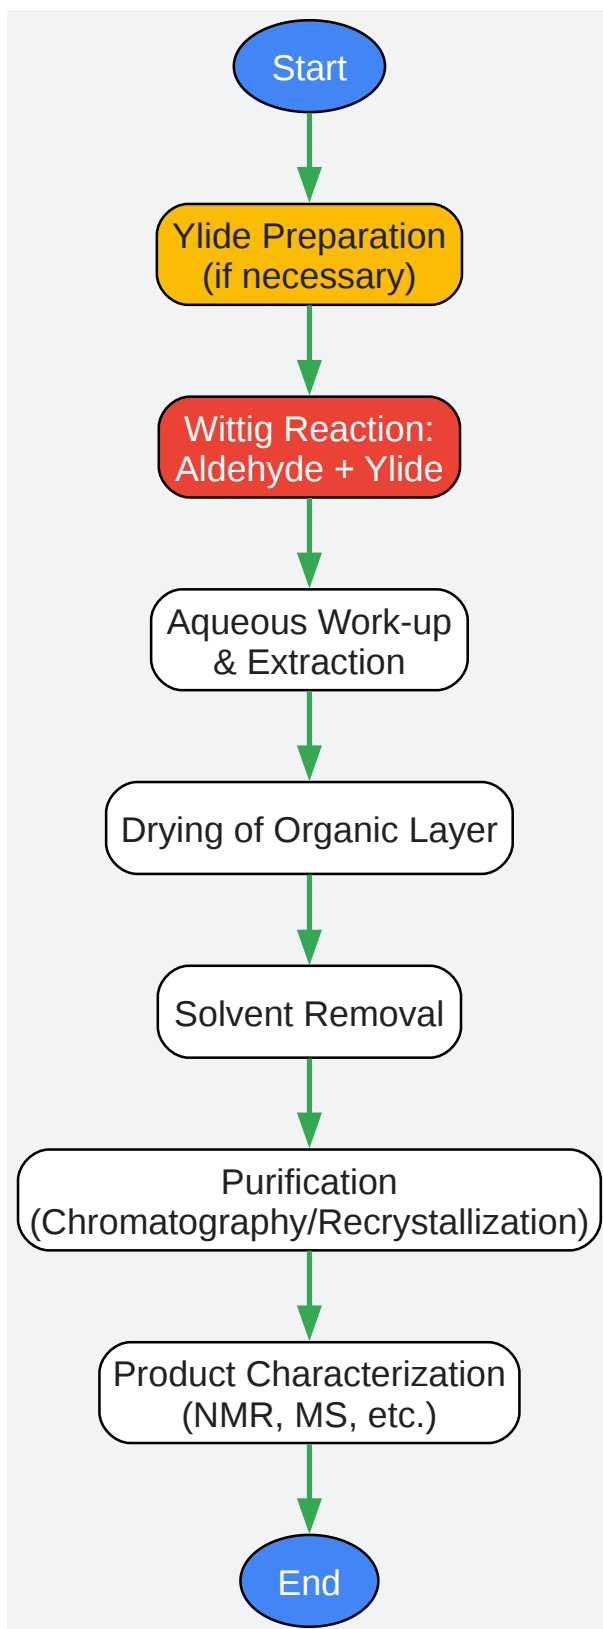 Start
Ylide Preparation
(if necessary)
Wittig Reaction:
Aldehyde + Ylide
Aqueous Work-up
& Extraction
Drying of Organic Layer
Solvent Removal
Purification
(Chromatography/Recrystallization)
Product Characterization
(NMR, MS, etc.)
End